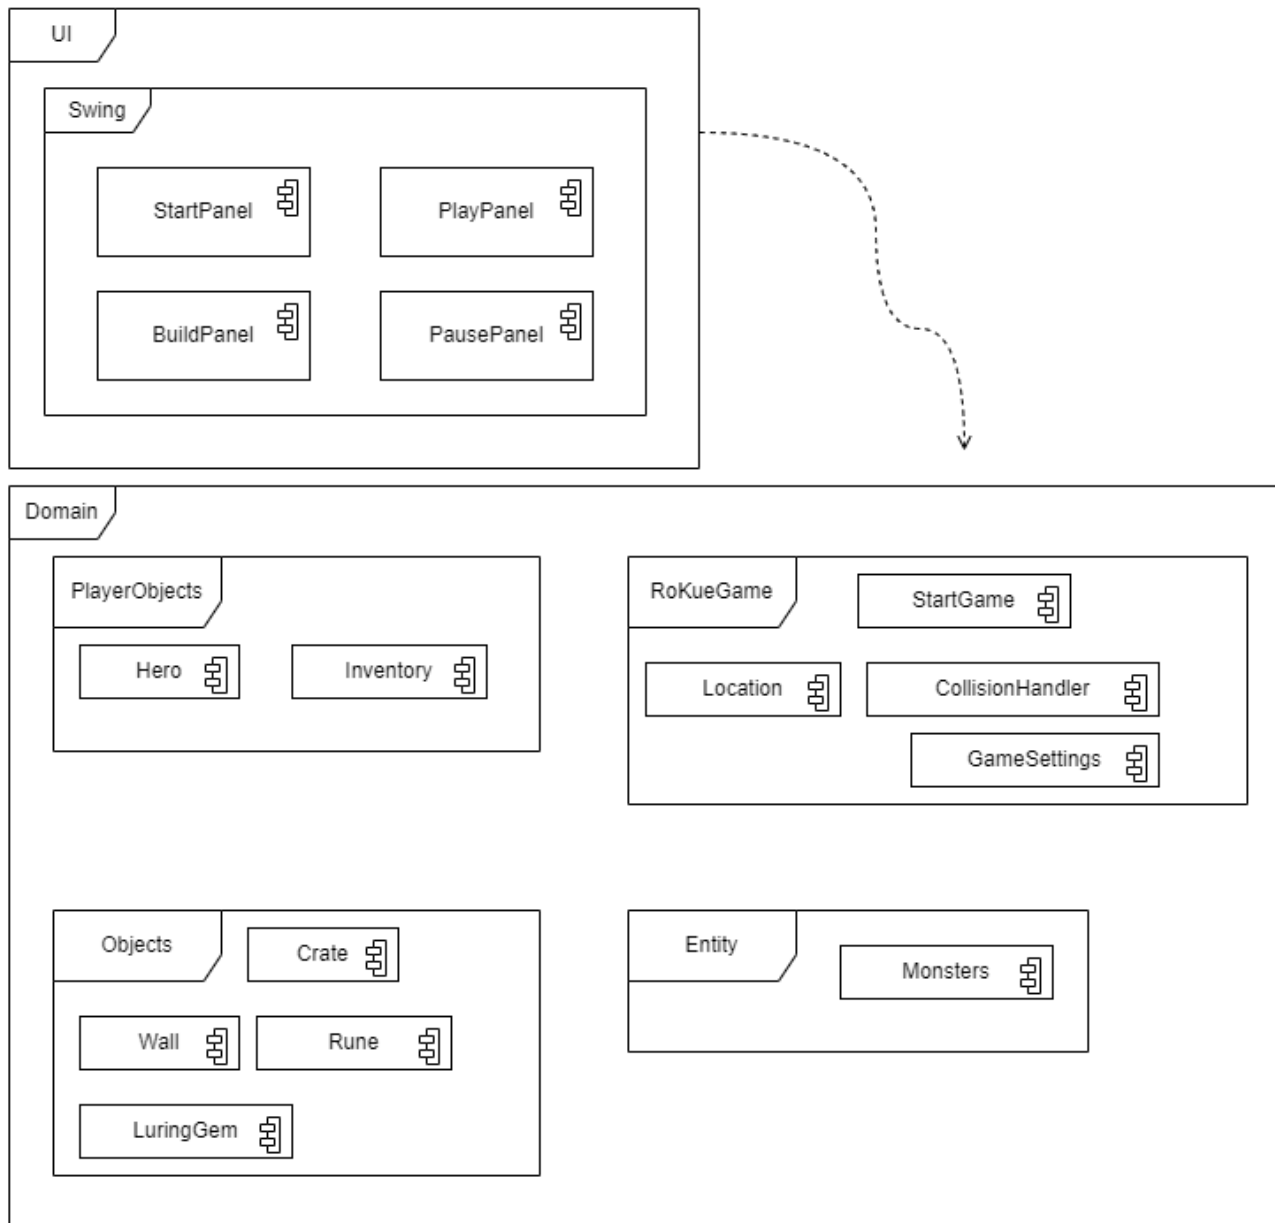 UI
Swing
StartPanel
PlayPanel
BuildPanel
PausePanel
Domain
PlayerObjects
Hero
Inventory
RoKueGame
StartGame
Location
CollisionHandler
GameSettings
Objects
Crate
Wall
Rune
LuringGem
Entity
Monsters